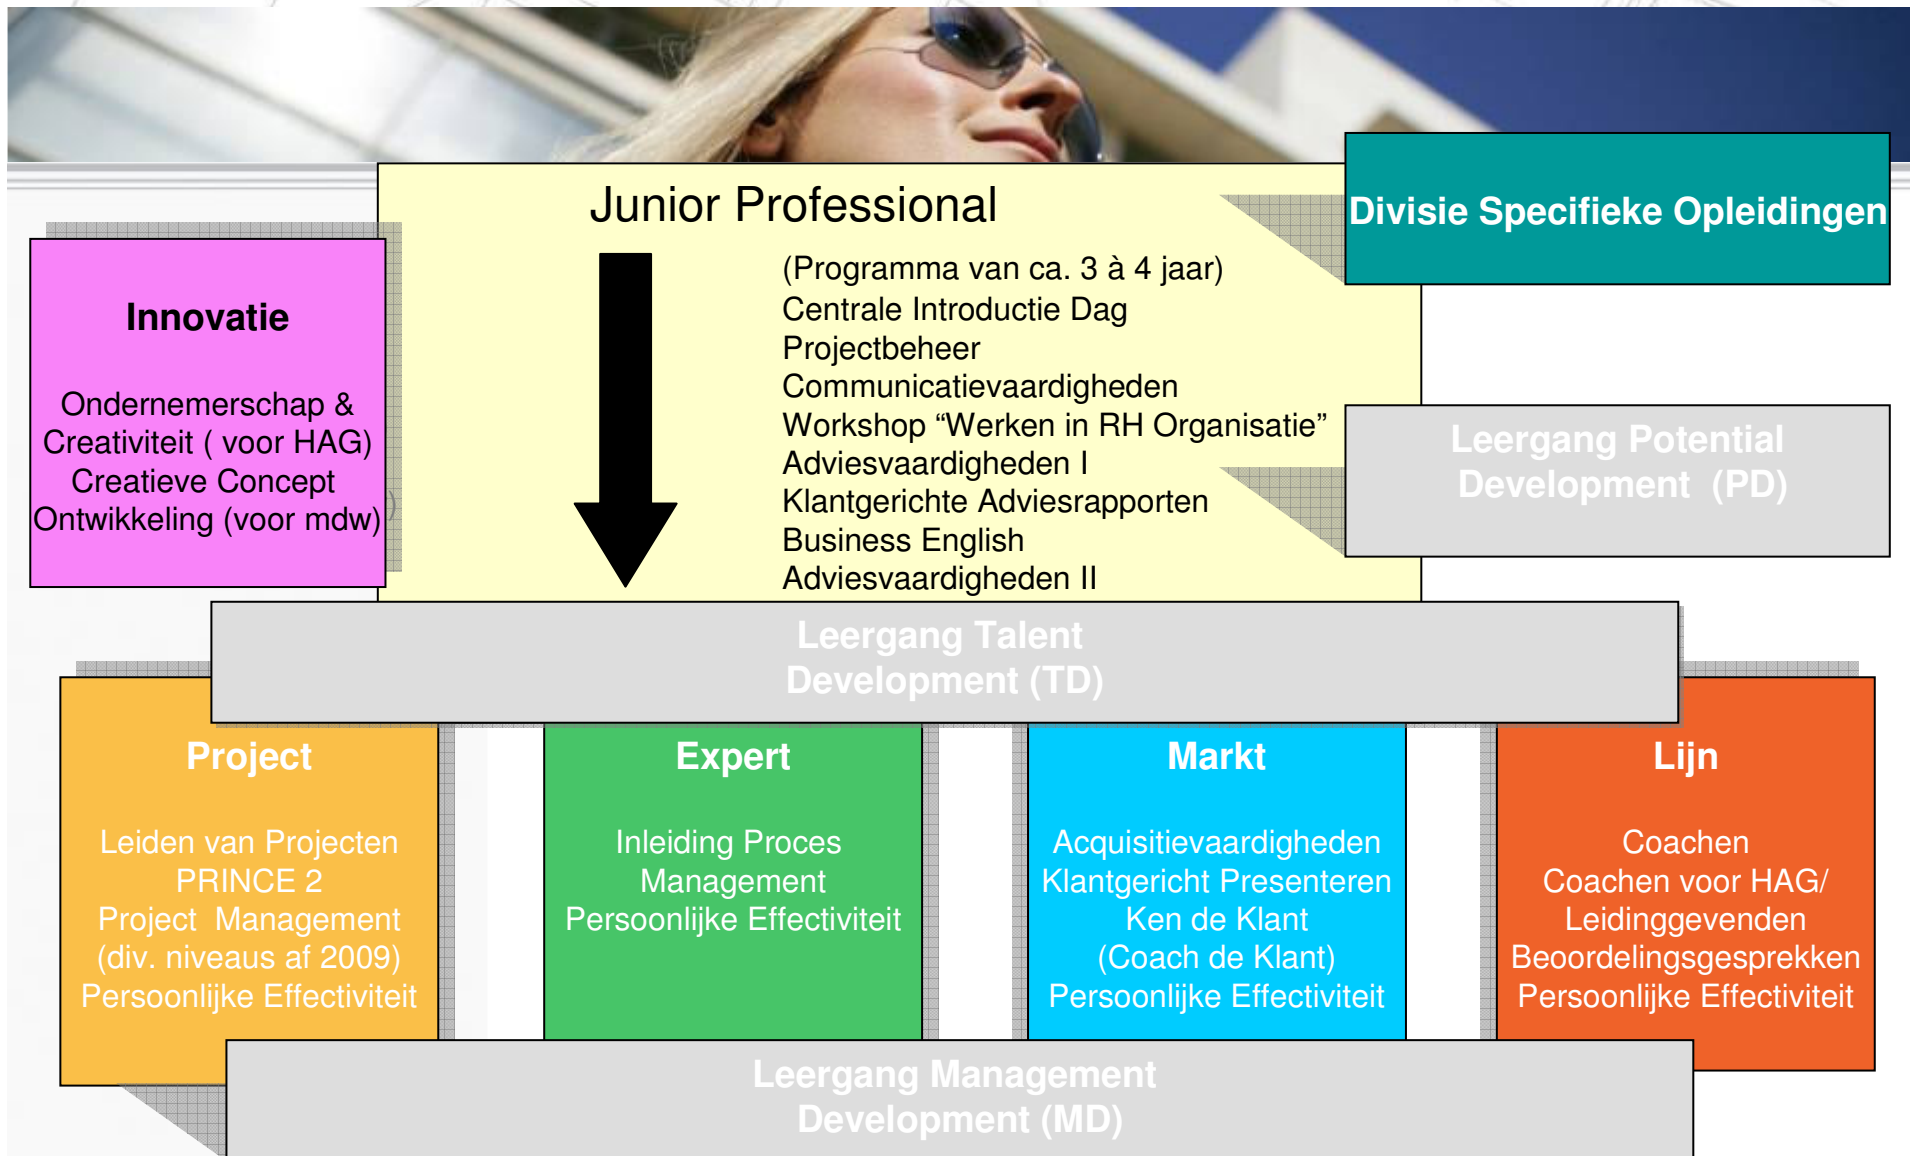 Junior Professional
(Programma van ca. 3 à 4 jaar)
Centrale Introductie Dag
Projectbeheer
Communicatievaardigheden
Workshop “Werken in RH Organisatie”
Adviesvaardigheden I
Klantgerichte Adviesrapporten
Business English
Adviesvaardigheden II
Divisie Specifieke Opleidingen
Innovatie
Ondernemerschap &
Creativiteit ( voor HAG)
Creatieve Concept
Ontwikkeling (voor mdw)
)
Leergang Potential
Development (PD)
Leergang Talent
Development (TD)
Project
Leiden van Projecten
PRINCE 2
Project Management
(div. niveaus af 2009)
Persoonlijke Effectiviteit
Expert
Inleiding Proces
Management
Persoonlijke Effectiviteit
Markt
Acquisitievaardigheden
Klantgericht Presenteren
Ken de Klant
(Coach de Klant)
Persoonlijke Effectiviteit
Lijn
Coachen
Coachen voor HAG/
Leidinggevenden
Beoordelingsgesprekken
Persoonlijke Effectiviteit
Leergang Management
Development (MD)